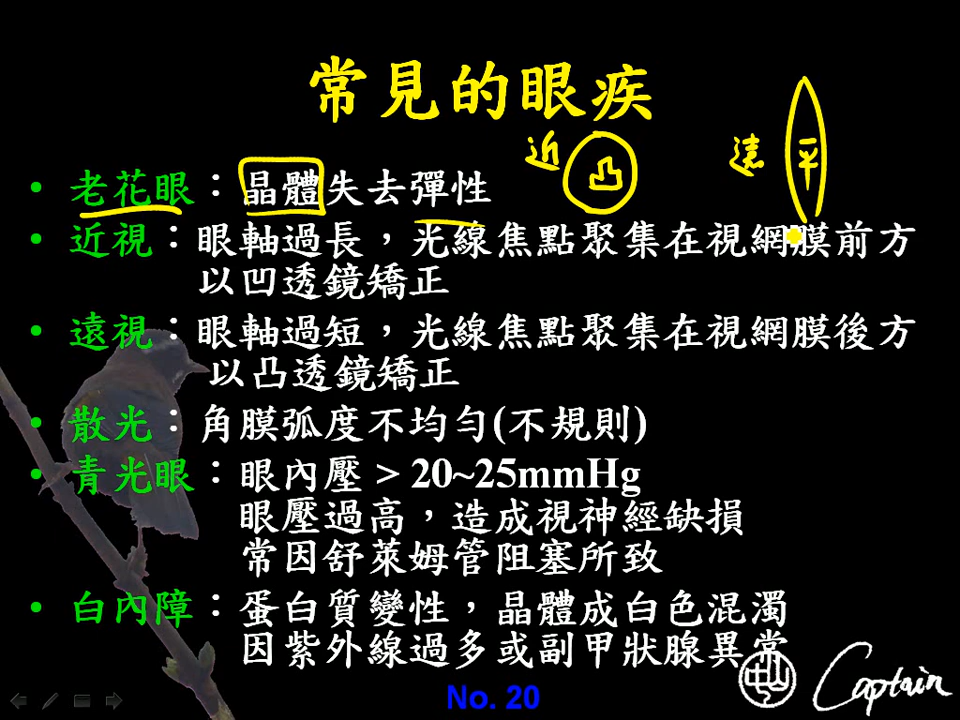 常見的眼疾
近 凸 遠 平
• 老花眼：晶體失去彈性
• 近視：眼軸過長，光線焦點聚集在視網膜前方
以凹透鏡矯正
• 遠視：眼軸過短，光線焦點聚集在視網膜後方
以凸透鏡矯正
• 散光：角膜弧度不均勻(不規則)
• 青光眼：眼內壓 > 20~25mmHg
眼壓過高，造成視神經缺損
常因舒萊姆管阻塞所致
• 白內障：蛋白質變性，晶體成白色混濁
因紫外線過多或副甲狀腺異常
Captain
No. 20